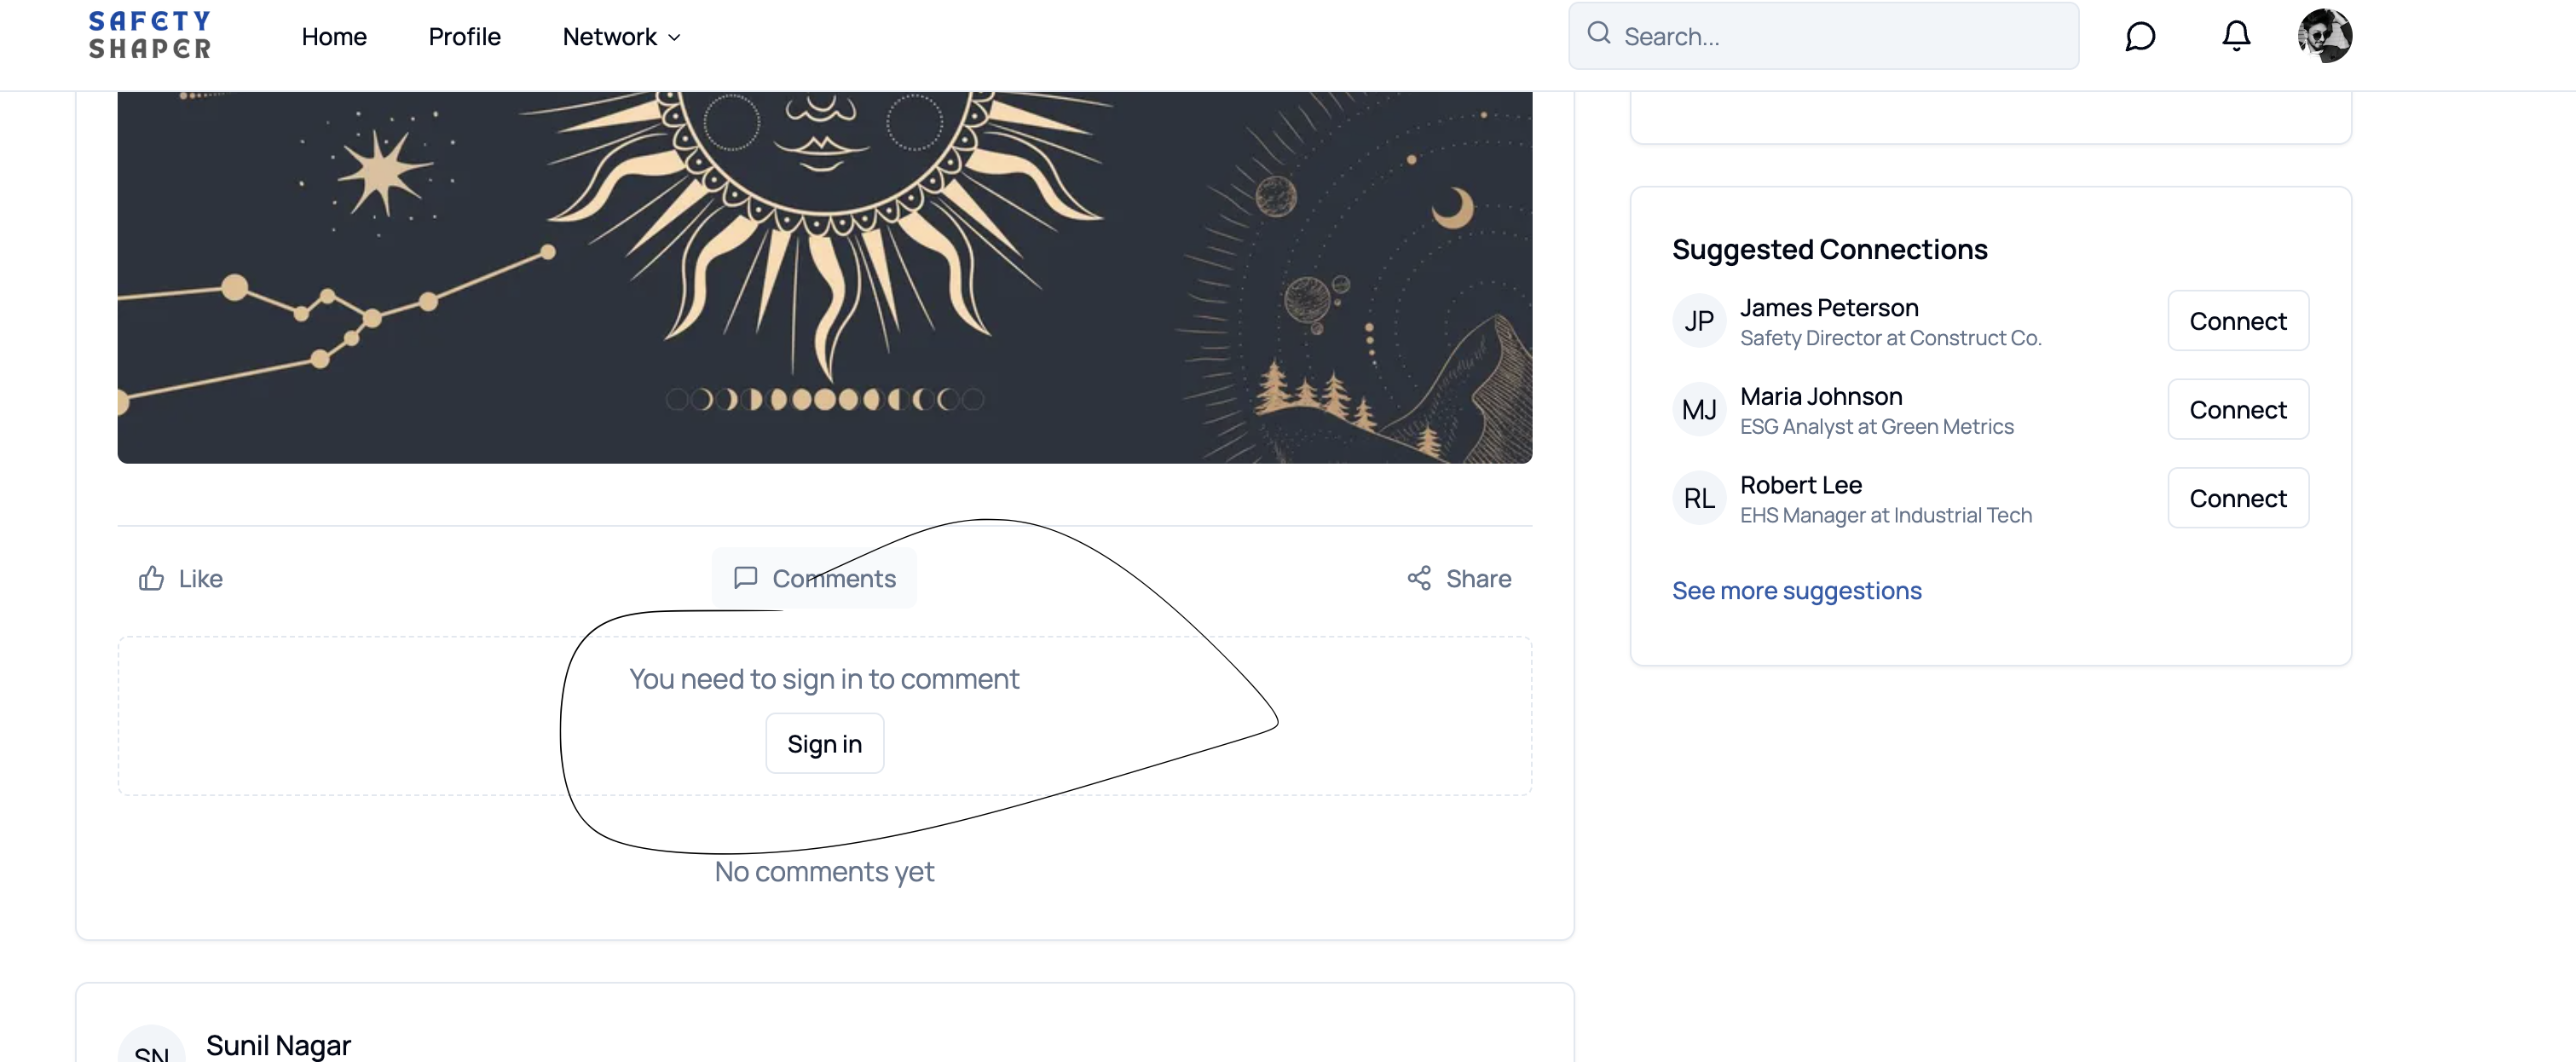 SAFETY
SHAPER
Home Profile Network
Search...
Suggested Connections
JP James Peterson
Safety Director at Construct Co.
Connect
MJ Maria Johnson
ESG Analyst at Green Metrics
Connect
RL Robert Lee
EHS Manager at Industrial Tech
Connect
See more suggestions
Like Comments Share
You need to sign in to comment
Sign in
No comments yet
SN Sunil Nagar